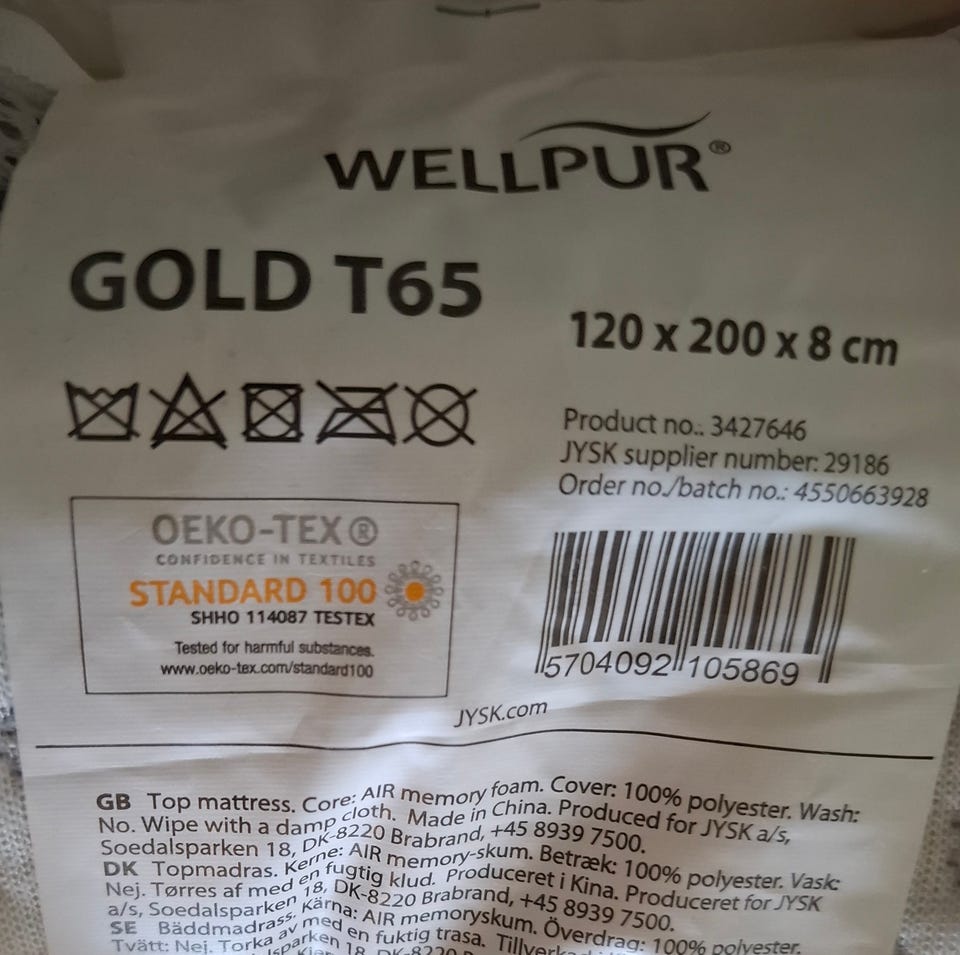 WELLPUR®
GOLD T65
120 x 200 x 8 cm
Product no.: 3427646
JYSK supplier number: 29186
Order no./batch no.: 4550663928
OEKO-TEX®
CONFIDENCE IN TEXTILES
STANDARD 100
SHHO 114087 TESTEX
Tested for harmful substances.
www.oeko-tex.com/standard100
5704092 105869
JYSK.com
GB Top mattress. Core: AIR memory foam. Cover: 100% polyester. Wash:
No. Wipe with a damp cloth. Made in China. Produced for JYSK a/s,
Soedalsparken 18, DK-8220 Brabrand, +45 8939 7500.
DK Topmadras. Kerne: AIR memory-skum. Betræk: 100% polyester. Vask:
Nej. Tørres af med en fugtig klud. Produceret i Kina. Produceret for JYSK
a/s, Soedalsparken 18, DK-8220 Brabrand, +45 8939 7500.
SE Bäddmadrass. Kärna: AIR memoryskum. Överdrag: 100% polyester.
Tvätt: Nej. Torka av med en fuktig trasa.